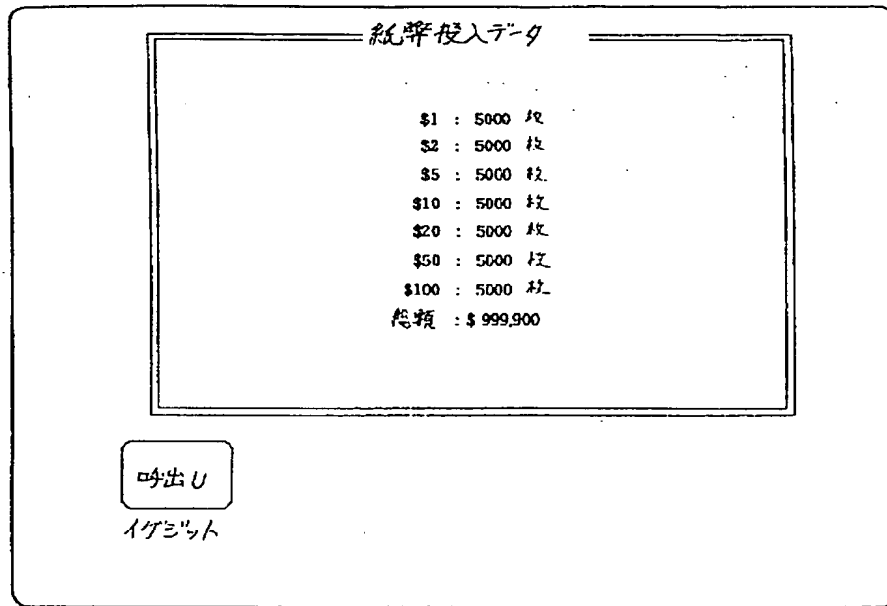 紙幣投入データ
$1 : 5000 枚
$2 : 5000 枚
$5 : 5000 枚
$10 : 5000 枚
$20 : 5000 枚
$50 : 5000 枚
$100 : 5000 枚
総額 : $ 999,900
呼出し
イグジット